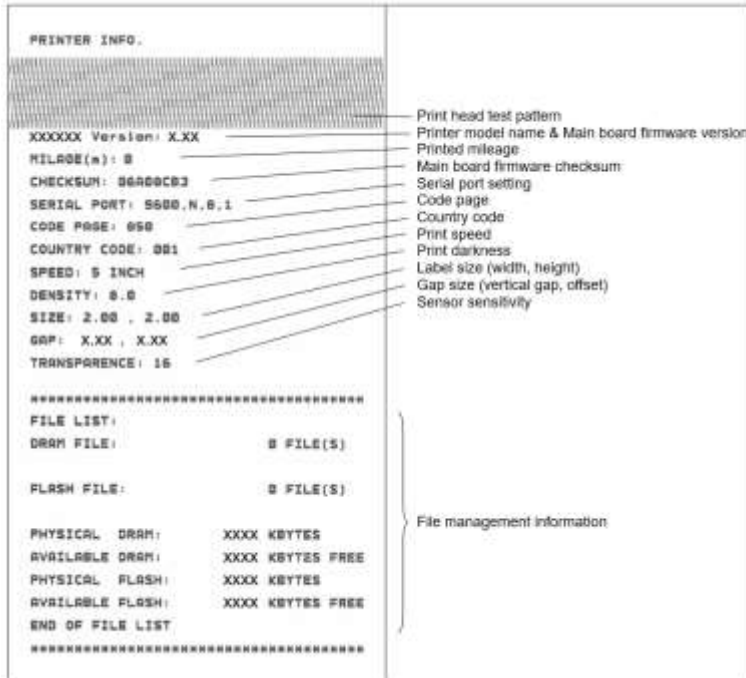 PRINTER INFO.
Print head test pattern
XXXXXX Version: X.XX
Printer model name & Main board firmware version
MILAGE(m): 0
Printed mileage
CHECKSUM: 06A00CB3
Main board firmware checksum
SERIAL PORT: 9600,N,8,1
Serial port setting
CODE PAGE: 850
Code page
COUNTRY CODE: 001
Country code
SPEED: 5 INCH
Print speed
DENSITY: 8.0
Print darkness
SIZE: 2.00 , 2.00
Label size (width, height)
GAP: X.XX , X.XX
Gap size (vertical gap, offset)
TRANSPARENCE: 16
Sensor sensitivity
**************************************
FILE LIST:
DRAM FILE: 0 FILE(S)
FLASH FILE: 0 FILE(S)
File management information
PHYSICAL DRAM: XXXX KBYTES
AVAILABLE DRAM: XXXX KBYTES FREE
PHYSICAL FLASH: XXXX KBYTES
AVAILABLE FLASH: XXXX KBYTES FREE
END OF FILE LIST
**************************************